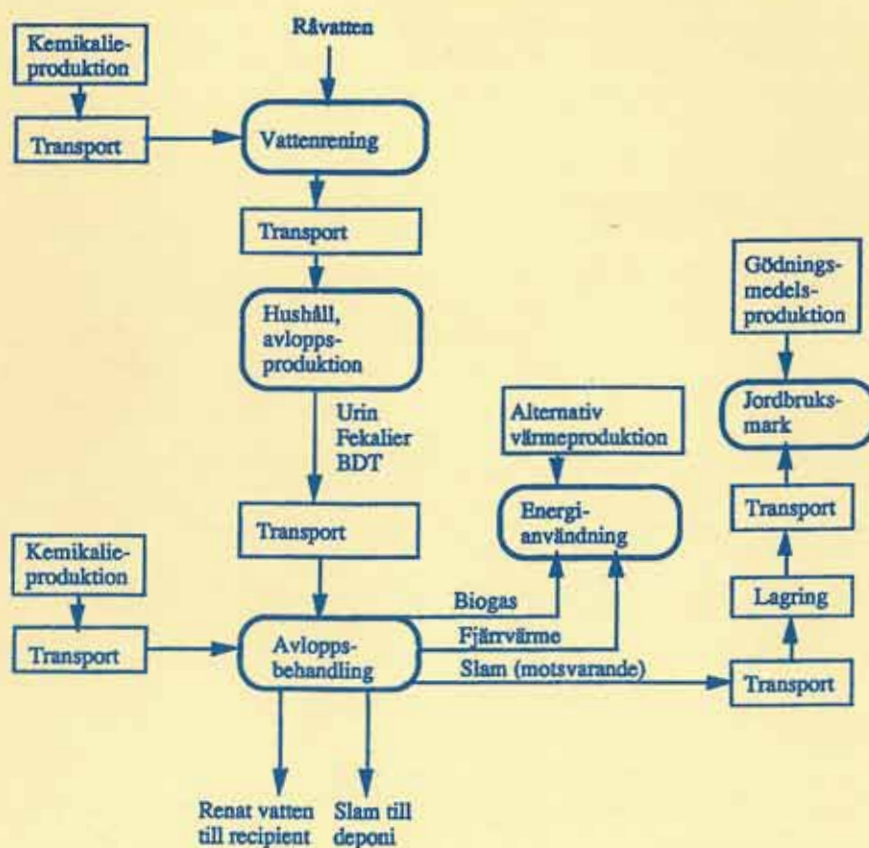 Råvatten
Kemikalie-
produktion
Transport
Vattenrening
Transport
Hushåll,
avlopps-
produktion
Urin
Fekalier
BDT
Transport
Kemikalie-
produktion
Transport
Avlopps-
behandling
Renat vatten
till recipient
Slam till
deponi
Biogas
Fjärrvärme
Slam (motsvarande)
Alternativ
värmeproduktion
Energi-
användning
Gödnings-
medels-
produktion
Jordbruks-
mark
Transport
Lagring
Transport